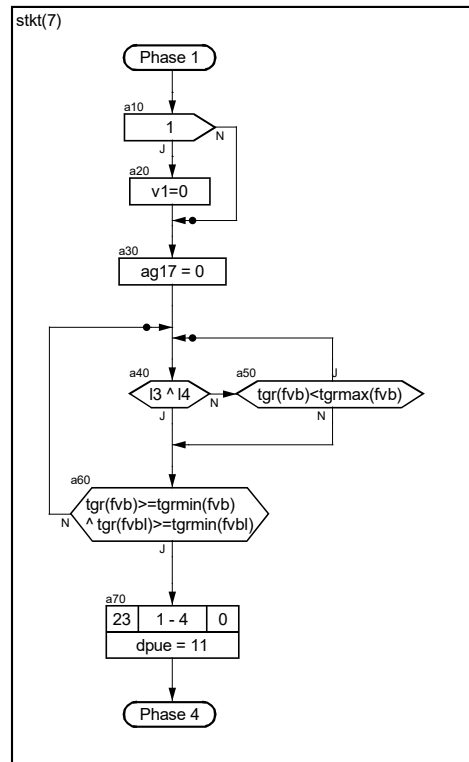 stkt(7)
Phase 1
a10
1
N
J
a20
v1=0
a30
ag17 = 0
a40
l3 ^ l4
N
J
a50
J
tgr(fvb)<tgrmax(fvb)
N
a60
tgr(fvb)>=tgrmin(fvb)
^ tgr(fvbl)>=tgrmin(fvbl)
N
J
a70
23 1 - 4 0
dpue = 11
Phase 4